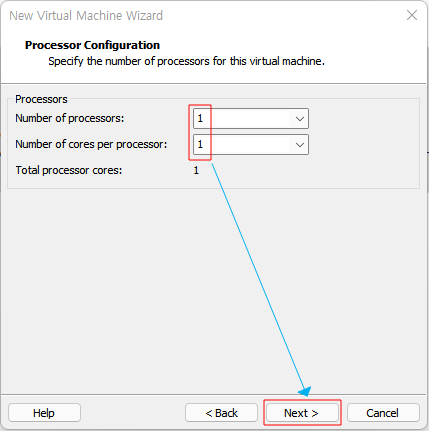 New Virtual Machine Wizard
Processor Configuration
Specify the number of processors for this virtual machine.
Processors
Number of processors: 1
Number of cores per processor: 1
Total processor cores: 1
Help < Back Next > Cancel